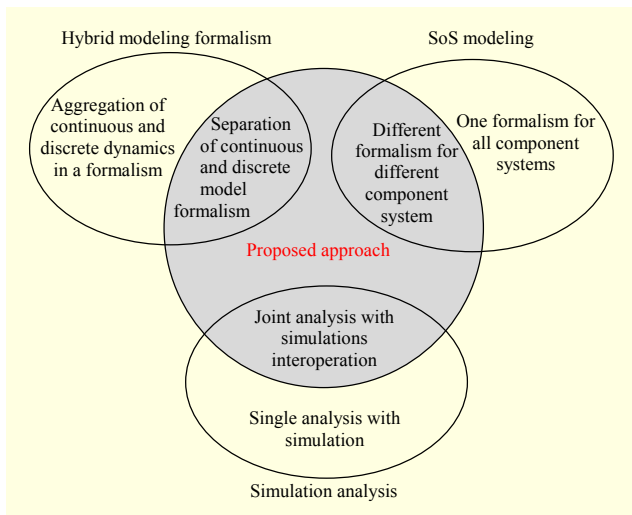 Hybrid modeling formalism
SoS modeling
Aggregation of
continuous and
discrete dynamics
in a formalism
Separation
of continuous
and discrete
model
formalism
Different
formalism for
different
component
system
One formalism for
all component
systems
Proposed approach
Joint analysis with
simulations
interoperation
Single analysis with
simulation
Simulation analysis